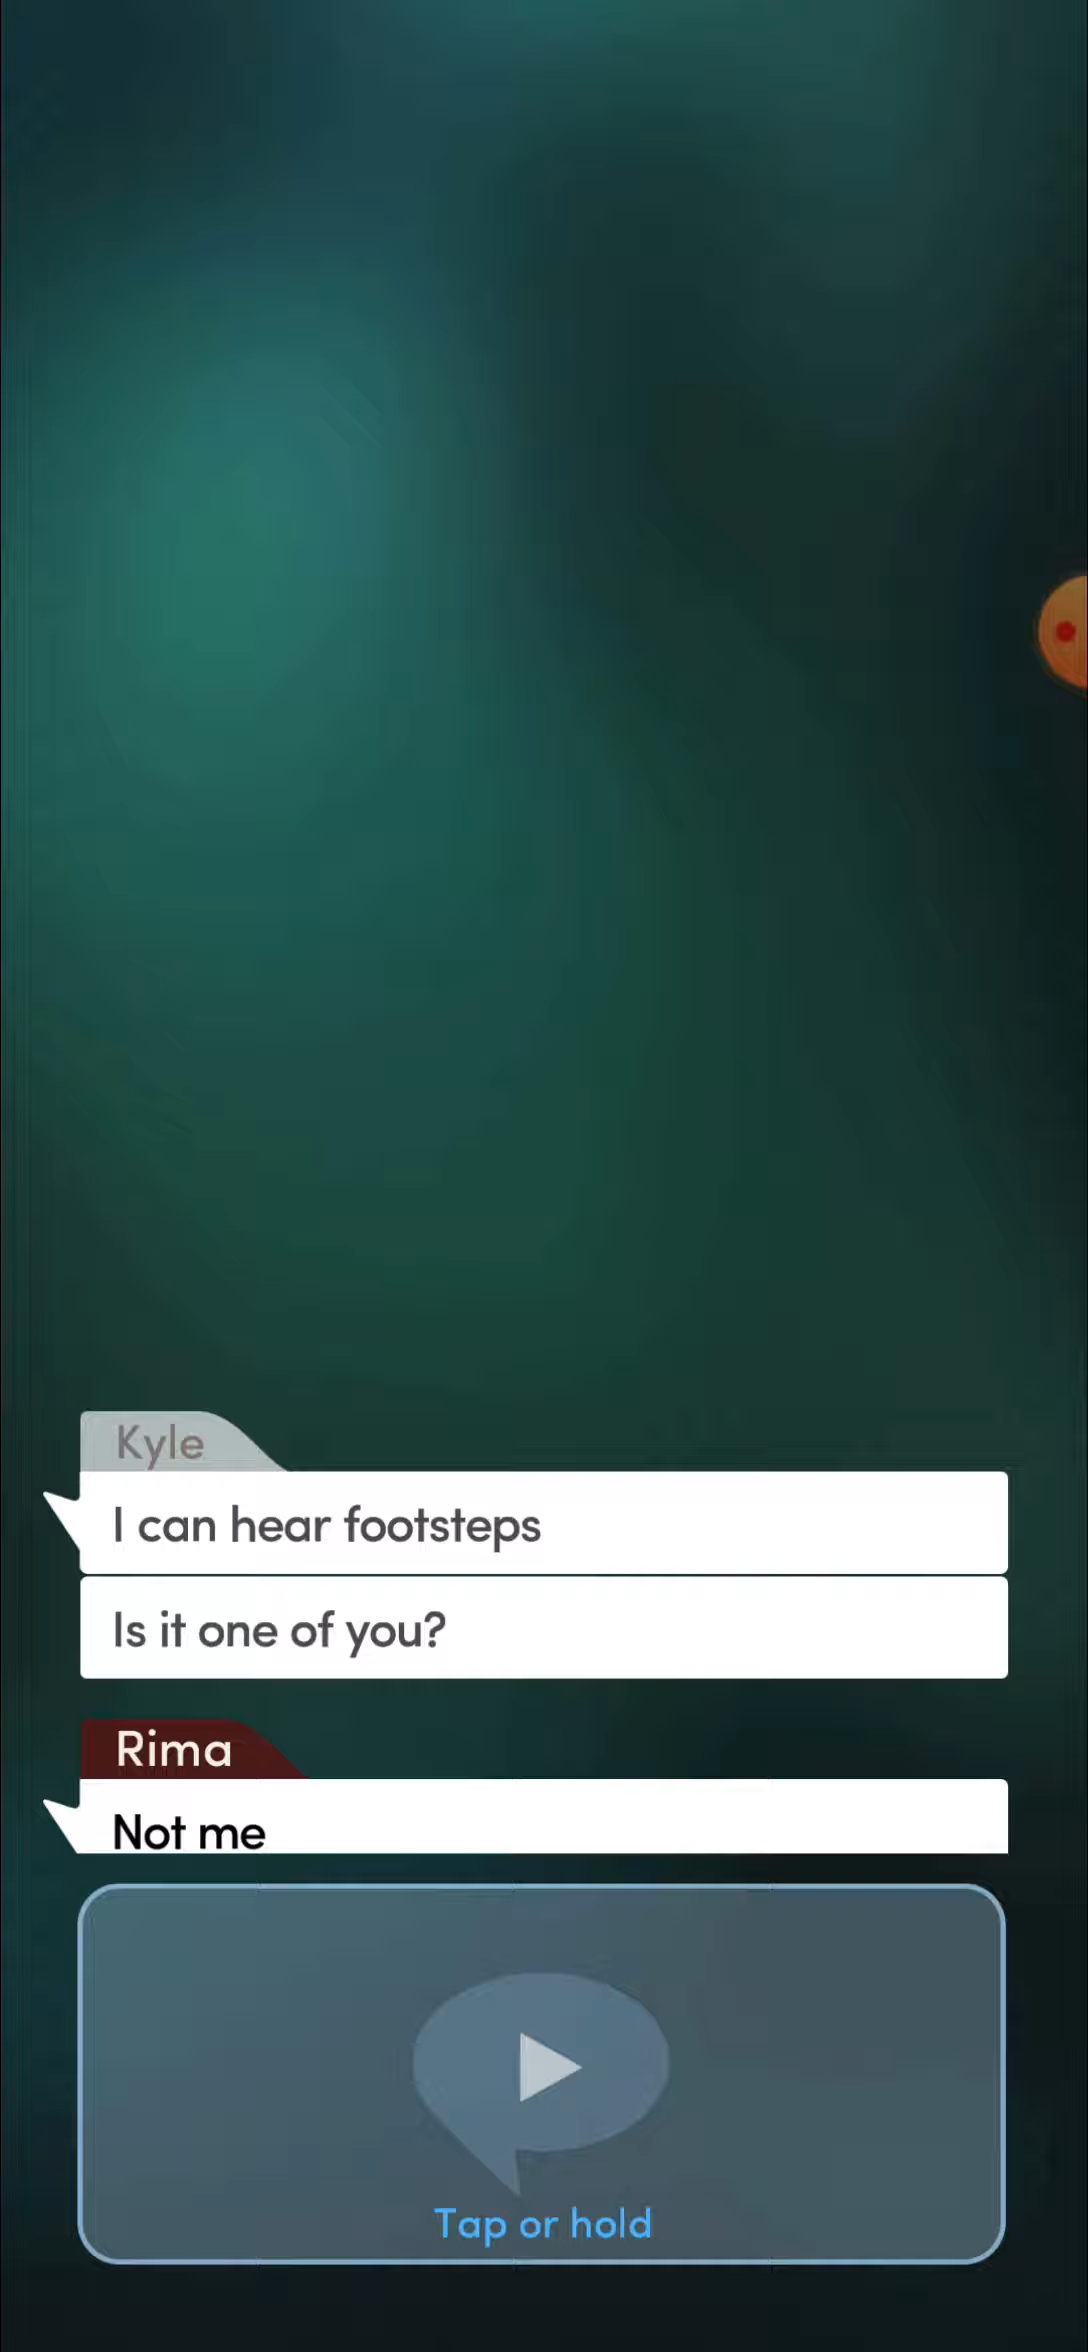 Kyle
I can hear footsteps
Is it one of you?
Rima
Not me
Tap or hold